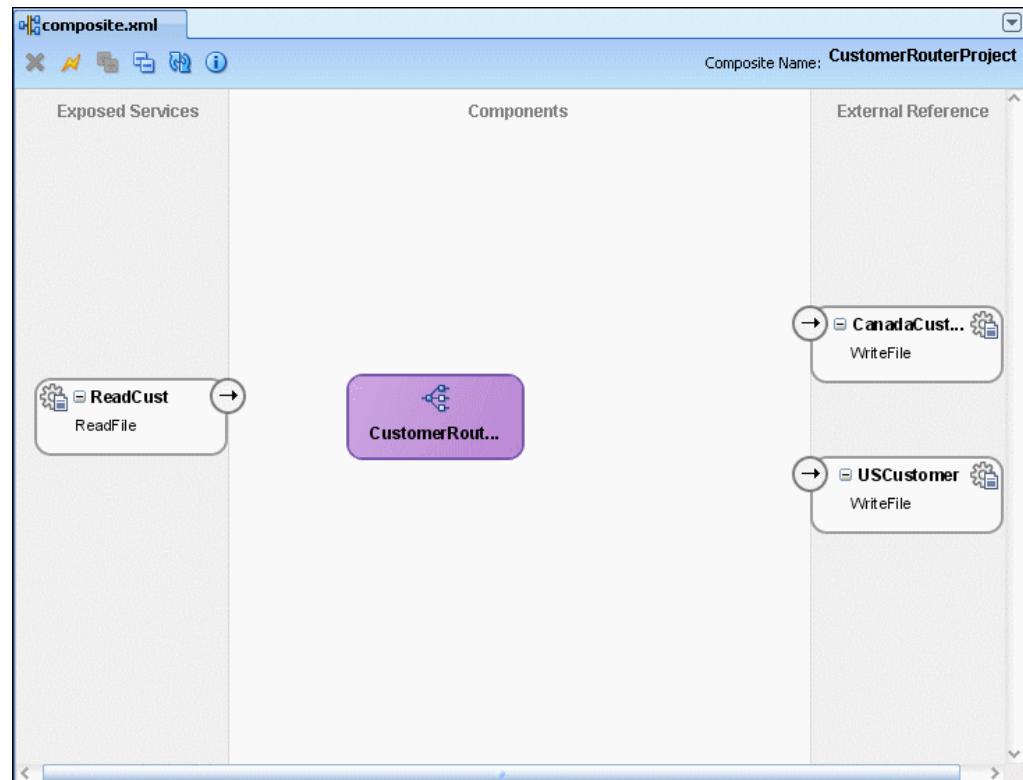 composite.xml
Composite Name: CustomerRouterProject
Exposed Services
Components
External Reference
CanadaCust...
WriteFile
ReadCust
ReadFile
CustomerRout...
USCustomer
WriteFile